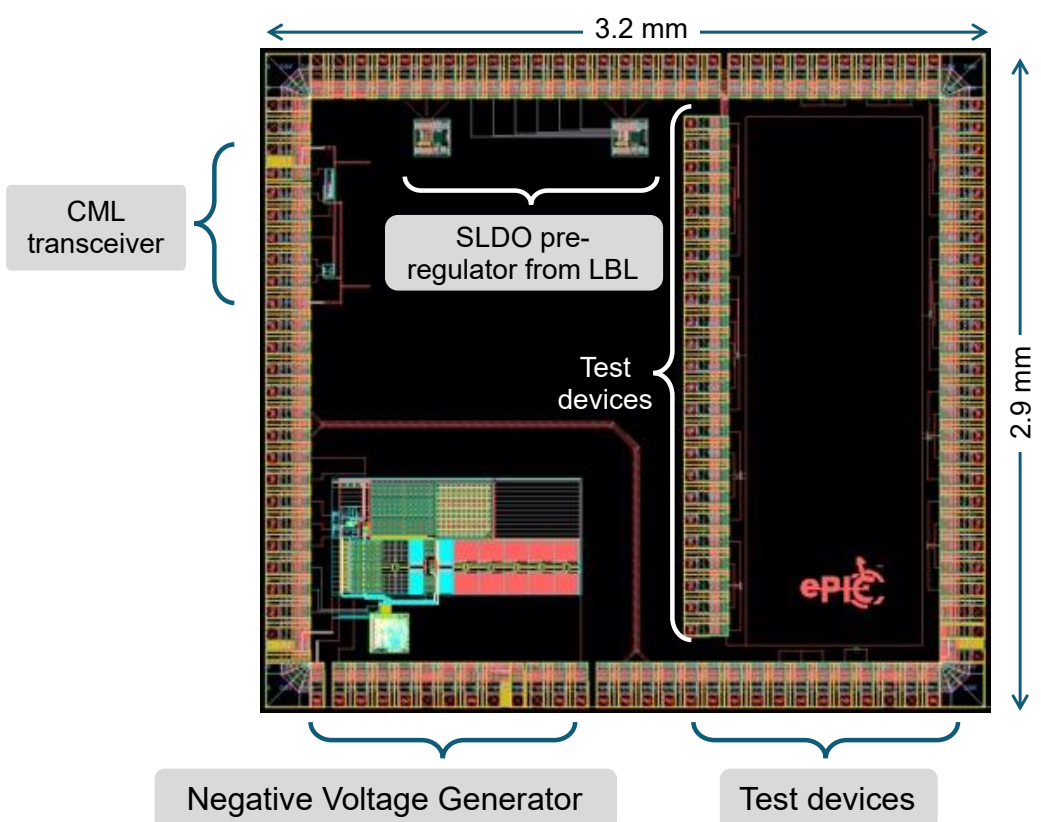 3.2 mm
CML
transceiver
SLDO pre-
regulator from LBL
Test
devices
2.9 mm
ePIC
Negative Voltage Generator
Test devices